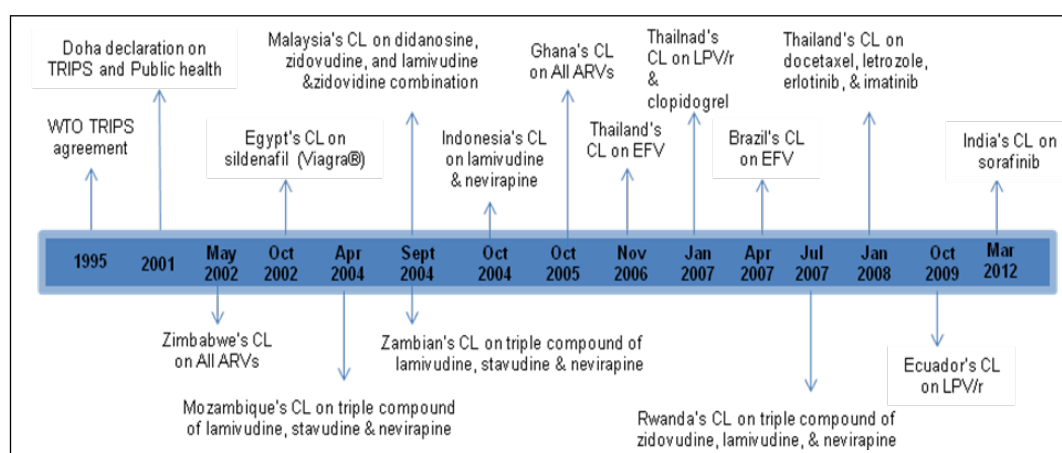 Doha declaration on
TRIPS and Public health
Malaysia's CL on didanosine,
zidovudine, and lamivudine
&zidovidine combination
Ghana's CL
on All ARVs
Thailnad's
CL on LPV/r
&
clopidogrel
Thailand's CL on
docetaxel, letrozole,
erlotinib, & imatinib
WTO TRIPS
agreement
Egypt's CL on
sildenafil (Viagra®)
Indonesia's CL
on lamivudine
& nevirapine
Thailand's
CL on EFV
Brazil's CL
on EFV
India's CL on
sorafinib
1995
2001
May
2002
Oct
2002
Apr
2004
Sept
2004
Oct
2004
Oct
2005
Nov
2006
Jan
2007
Apr
2007
Jul
2007
Jan
2008
Oct
2009
Mar
2012
Zimbabwe's CL
on All ARVs
Zambian's CL on triple compound of
lamivudine, stavudine & nevirapine
Ecuador's CL
on LPV/r
Mozambique's CL on triple compound
of lamivudine, stavudine & nevirapine
Rwanda's CL on triple compound of
zidovudine, lamivudine, & nevirapine